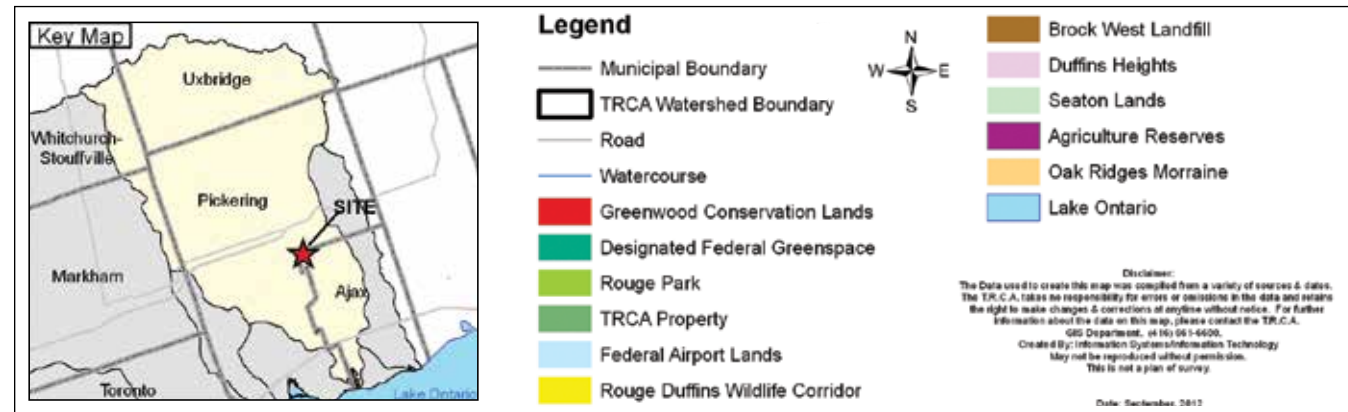 Key Map
Uxbridge
Whitchurch-
Stouffville
Pickering
SITE
Markham
Ajax
Toronto
Lake Ontario
Legend
Municipal Boundary
TRCA Watershed Boundary
Road
Watercourse
Greenwood Conservation Lands
Designated Federal Greenspace
Rouge Park
TRCA Property
Federal Airport Lands
Rouge Duffins Wildlife Corridor
N
W E
S
Brock West Landfill
Duffins Heights
Seaton Lands
Agriculture Reserves
Oak Ridges Morraine
Lake Ontario
Disclaimer:
The Data used to create this map was compiled from a variety of sources & dates.
The T.R.C.A. takes no responsibility for errors or omissions in the data and retains
the right to make changes & corrections at anytime without notice. For further
information about the data on this map, please contact the T.R.C.A.
GIS Department. (416) 661-6600.
Created By: Information Systems/Information Technology
May not be reproduced without permission.
This is not a plan of survey.
Date: September, 2012